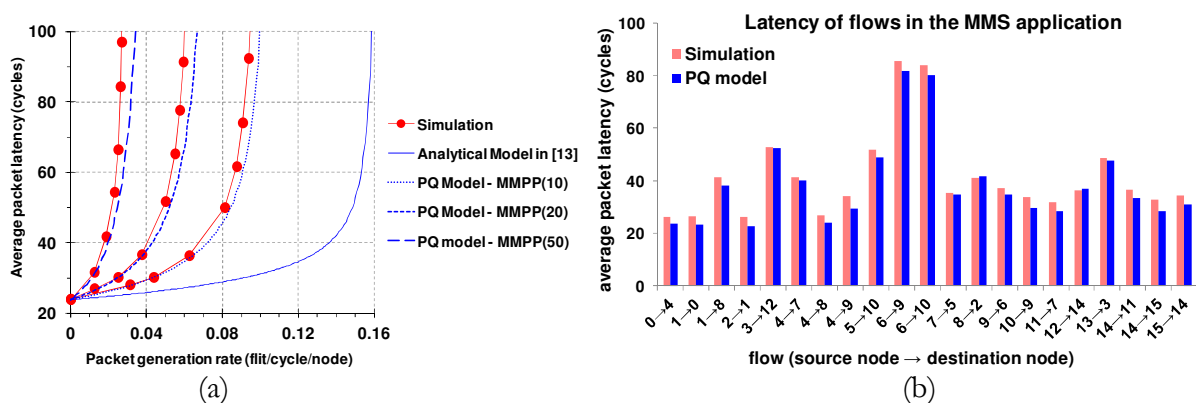 100
80
60
40
20
0
0.04
0.08
0.12
0.16
Average packet latency (cycles)
Packet generation rate (flit/cycle/node)
Simulation
Analytical Model in [13]
PQ Model - MMPP(10)
PQ Model - MMPP(20)
PQ model - MMPP(50)
(a)
Latency of flows in the MMS application
Simulation
PQ model
100
80
60
40
20
0
average packet latency (cycles)
0→4
1→0
1→8
2→1
3→12
4→7
4→8
4→9
5→10
6→9
6→10
7→5
8→2
9→6
10→9
11→7
12→14
13→3
14→11
14→15
15→14
flow (source node → destination node)
(b)